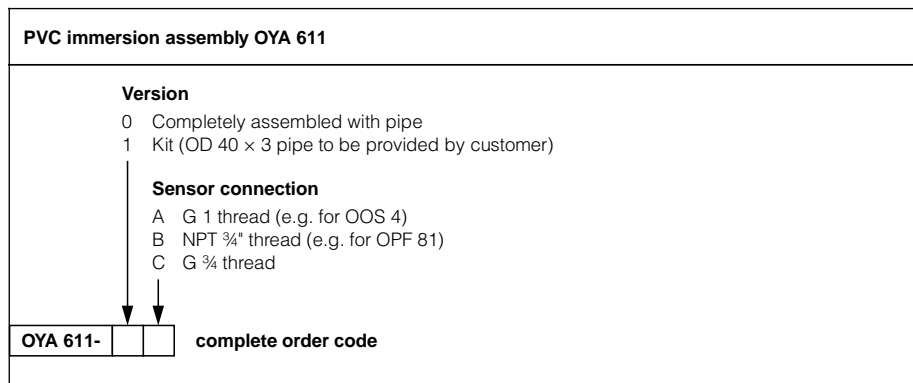 PVC immersion assembly OYA 611
Version
0 Completely assembled with pipe
1 Kit (OD 40 × 3 pipe to be provided by customer)
Sensor connection
A G 1 thread (e.g. for OOS 4)
B NPT ¾" thread (e.g. for OPF 81)
C G ¾ thread
OYA 611- complete order code